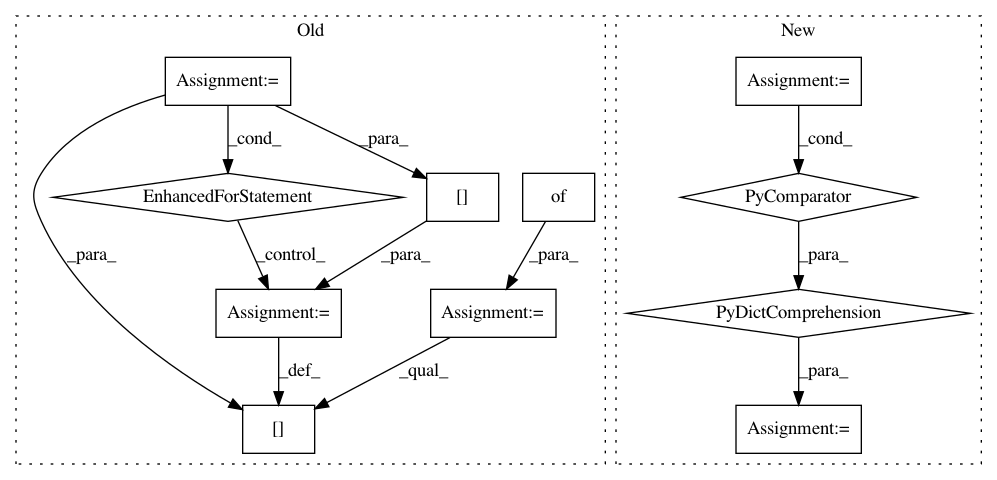 Old
New
Assignment:=
Assignment:=
_cond_
_para_
_cond_
EnhancedForStatement
[]
of
PyComparator
_para_
_control_
_para_
_para_
_para_
Assignment:=
Assignment:=
PyDictComprehension
_def_
_qual_
_para_
[]
Assignment:=